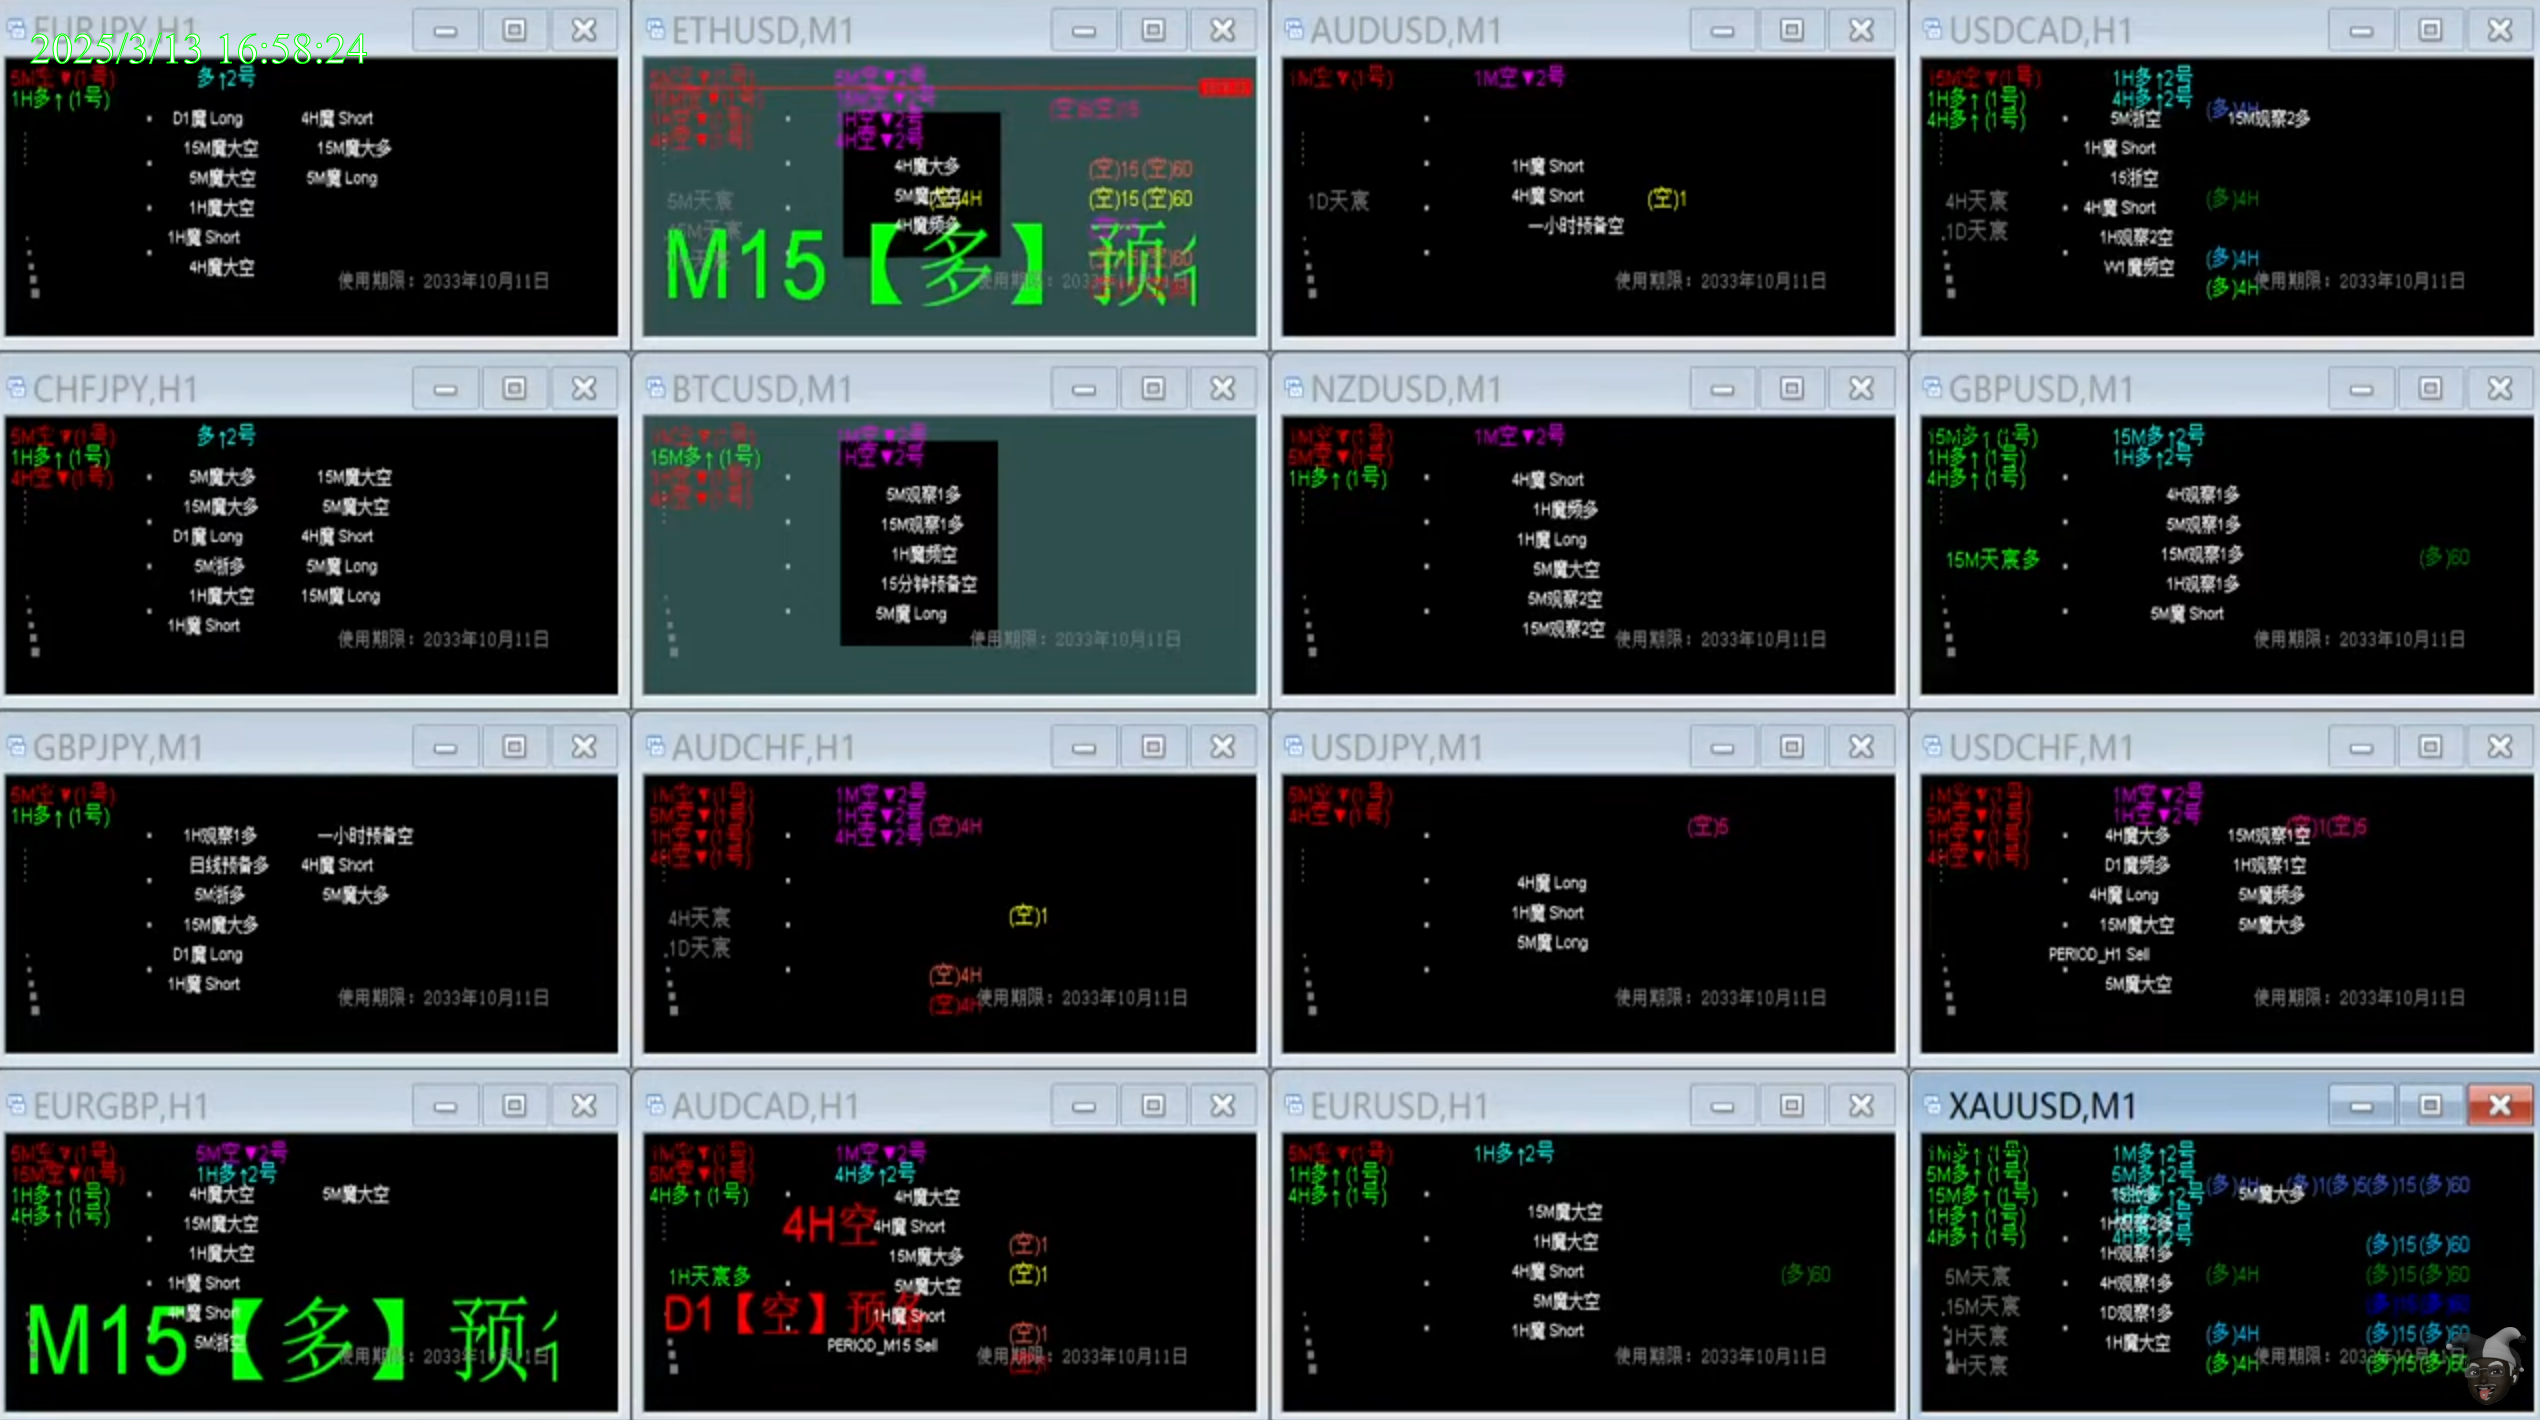 EURJPY,H1
2025/3/13 16:58:24
5M空▼(1号)
多↑2号
1H多↑(1号)
D1魔 Long
4H魔 Short
15M魔大空
15M魔大多
5M魔大空
5M魔 Long
1H魔大空
1H魔 Short
4H魔大空
使用期限：2033年10月11日
ETHUSD,M1
5M空▼2号
1H空▼2号
4H空▼2号
4H魔大多
(空)15(空)60
5M魔大空
(空)15(空)60
5M天宸
4H魔频多
M15【多】预
AUDUSD,M1
1M空▼(1号)
1M空▼2号
1H魔 Short
4H魔 Short
(空)1
1D天宸
一小时预备空
使用期限：2033年10月11日
USDCAD,H1
15M空▼(1号)
1H多↑2号
1H多↑(1号)
4H多↑2号
4H多↑(1号)
(多)4H
5M浙空
15M观察2多
1H魔 Short
15浙空
4H天宸
4H魔 Short
(多)4H
1D天宸
1H观察2空
W1魔频空
(多)4H
(多)4H
使用期限：2033年10月11日
CHFJPY,H1
5M空▼(1号)
多↑2号
1H多↑(1号)
4H空▼(1号)
5M魔大多
15M魔大空
15M魔大多
5M魔大空
D1魔 Long
4H魔 Short
5M浙多
5M魔 Long
1H魔大空
15M魔 Long
1H魔 Short
使用期限：2033年10月11日
BTCUSD,M1
1M空▼(1号)
1M空▼2号
15M多↑(1号)
1H空▼2号
1H空▼(1号)
4H空▼(1号)
5M观察1多
15M观察1多
1H魔频空
15分钟预备空
5M魔 Long
使用期限：2033年10月11日
NZDUSD,M1
1M空▼(1号)
1M空▼2号
5M空▼(1号)
1H多↑(1号)
4H魔 Short
1H魔频多
1H魔 Long
5M魔大空
5M观察2空
15M观察2空
使用期限：2033年10月11日
GBPUSD,M1
15M多↑(1号)
15M多↑2号
1H多↑(1号)
1H多↑2号
4H多↑(1号)
4H观察1多
5M观察1多
15M天宸多
15M观察1多
(多)60
1H观察1多
5M魔 Short
使用期限：2033年10月11日
GBPJPY,M1
5M空▼(1号)
1H多↑(1号)
1H观察1多
一小时预备空
日线预备多
4H魔 Short
5M浙多
5M魔大多
15M魔大多
D1魔 Long
1H魔 Short
使用期限：2033年10月11日
AUDCHF,H1
1M空▼(1号)
1M空▼2号
5M空▼(1号)
1H空▼2号
1H空▼(1号)
4H空▼2号
(空)4H
4H空▼(1号)
4H天宸
(空)1
1D天宸
(空)4H
(空)4H
使用期限：2033年10月11日
USDJPY,M1
5M空▼(1号)
4H空▼(1号)
(空)5
4H魔 Long
1H魔 Short
5M魔 Long
使用期限：2033年10月11日
USDCHF,M1
1M空▼(1号)
1M空▼2号
5M空▼(1号)
1H空▼2号
1H空▼(1号)
4H空▼(1号)
(空)1(空)5
4H魔大多
15M观察1空
D1魔频多
1H观察1空
4H魔 Long
5M魔频多
15M魔大空
5M魔大多
PERIOD_H1 Sell
5M魔大空
使用期限：2033年10月11日
EURGBP,H1
5M空▼(1号)
5M空▼2号
15M空▼(1号)
1H多↑2号
1H多↑(1号)
4H多↑(1号)
4H魔大空
5M魔大空
15M魔大空
1H魔大空
1H魔 Short
4H魔 Short
5M浙空
M15【多】预
AUDCAD,H1
1M空▼(1号)
1M空▼2号
5M空▼(1号)
4H多↑2号
4H多↑(1号)
4H魔大空
4H空
4H魔 Short
15M魔大多
(空)1
1H天宸多
5M魔大空
(空)1
D1【空】预备
1H魔 Short
PERIOD_M15 Sell
(空)1
使用期限：2033年10月11日
EURUSD,H1
5M空▼(1号)
1H多↑2号
1H多↑(1号)
4H多↑(1号)
15M魔大空
1H魔大空
4H魔 Short
(多)60
5M魔大空
1H魔 Short
使用期限：2033年10月11日
XAUUSD,M1
1M多↑(1号)
1M多↑2号
5M多↑(1号)
5M多↑2号
15M多↑(1号)
1H多↑(1号)
4H多↑(1号)
4H多↑2号
(多)4H
(多)1(多)5(多)15(多)60
5M魔大多
1H观察2多
1H观察1多
(多)15(多)60
5M天宸
4H观察1多
(多)4H
(多)15(多)60
15M天宸
1D观察1多
1H天宸
1H魔大空
(多)4H
(多)15(多)60
(多)4H